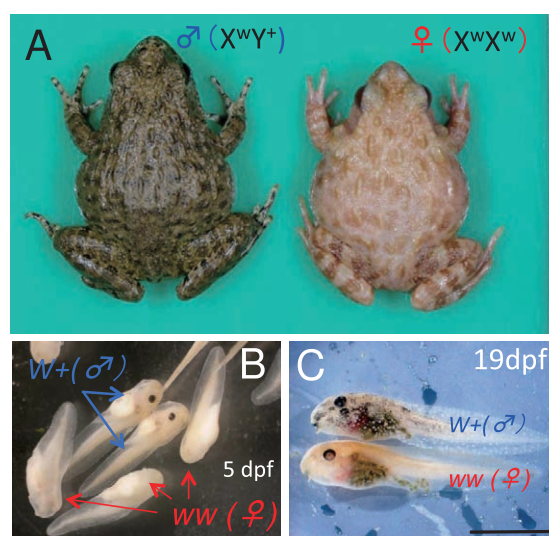 A ♂ (XʷY⁺) ♀ (XʷXʷ)
W+(♂) B
5 dpf
ww (♀)
C 19dpf
W+(♂)
ww (♀)